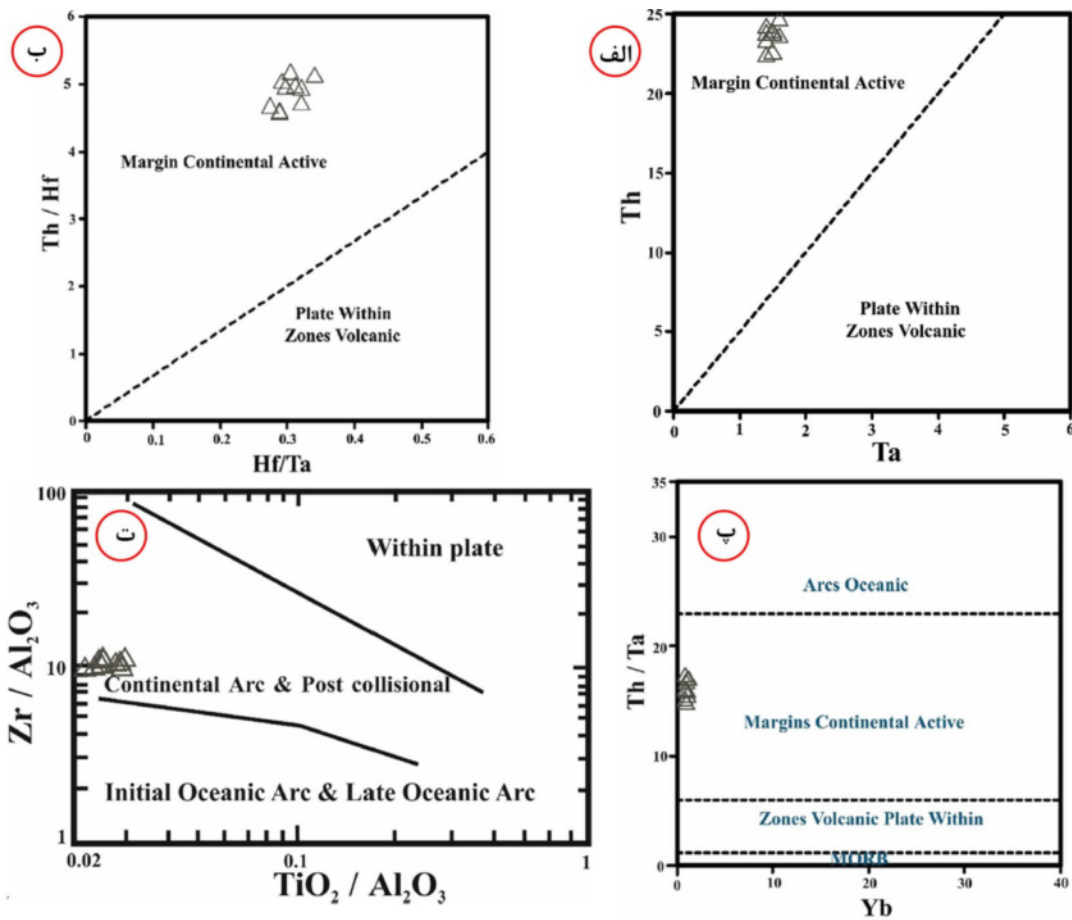 ب
6
5
4
3
2
1
0
Th / Hf
Margin Continental Active
Plate Within
Zones Volcanic
0
0.1
0.2
0.3
0.4
0.5
0.6
Hf/Ta
الف
25
20
15
10
5
0
Th
Margin Continental Active
Plate Within
Zones Volcanic
0
1
2
3
4
5
6
Ta
ت
100
10
1
Zr / Al2O3
Within plate
Continental Arc & Post collisional
Initial Oceanic Arc & Late Oceanic Arc
0.02
0.1
1
TiO2 / Al2O3
پ
35
30
20
10
0
Th / Ta
Arcs Oceanic
Margins Continental Active
Zones Volcanic Plate Within
MORB
0
10
20
30
40
Yb